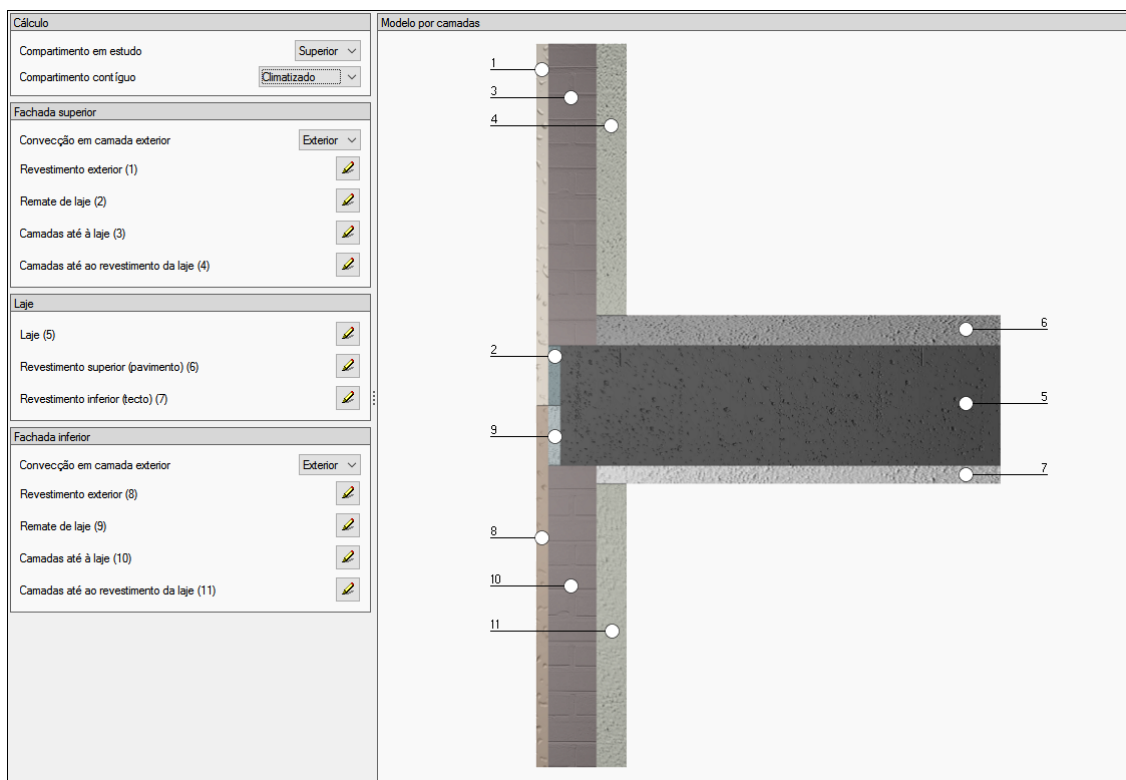 Cálculo
Compartimento em estudo Superior
Compartimento contíguo Climatizado
Fachada superior
Convecção em camada exterior Exterior
Revestimento exterior (1)
Remate de laje (2)
Camadas até à laje (3)
Camadas até ao revestimento da laje (4)
Laje
Laje (5)
Revestimento superior (pavimento) (6)
Revestimento inferior (tecto) (7)
Fachada inferior
Convecção em camada exterior Exterior
Revestimento exterior (8)
Remate de laje (9)
Camadas até à laje (10)
Camadas até ao revestimento da laje (11)
Modelo por camadas
1
3
4
6
2
5
9
7
8
10
11